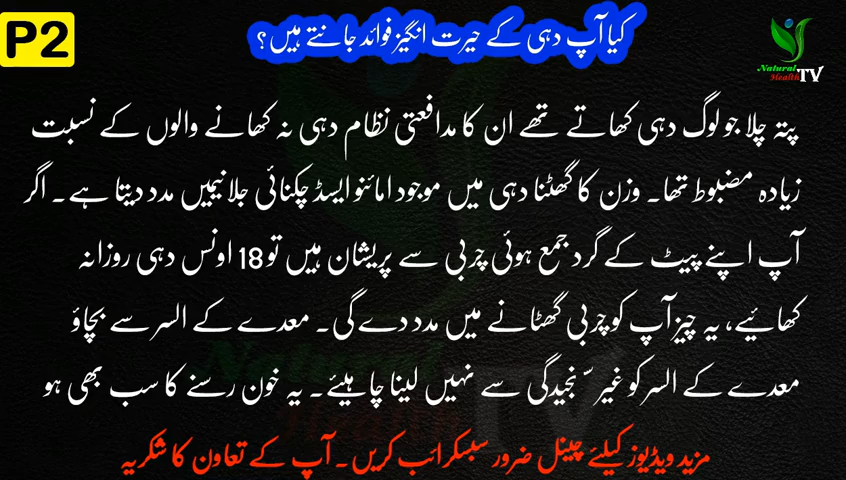 P2
کیا آپ دہی کے حیرت انگیز فوائد جانتے ہیں؟
Natural
Health TV
پتہ چلا جو لوگ دہی کھاتے تھے ان کا مدافعتی نظام دہی نہ کھانے والوں کے نسبت
زیادہ مضبوط تھا۔ وزن کا گھٹنا دہی میں موجود امائنو ایسڈ چکنائی جلانیمیں مدد دیتا ہے۔ اگر
آپ اپنے پیٹ کے گرد جمع ہوئی چربی سے پریشان ہیں تو 18 اونس دہی روزانہ
کھائیے، یہ چیز آپ کو چربی گھٹانے میں مدد دے گی۔ معدے کے السر سے بچاؤ
معدے کے السر کو غیر سّنجیدگی سے نہیں لینا چاہیئے۔ یہ خون رسنے کا سب بھی ہو
مزید ویڈیوز کیلئے چینل ضرور سبسکرائب کریں۔ آپ کے تعاون کا شکریہ